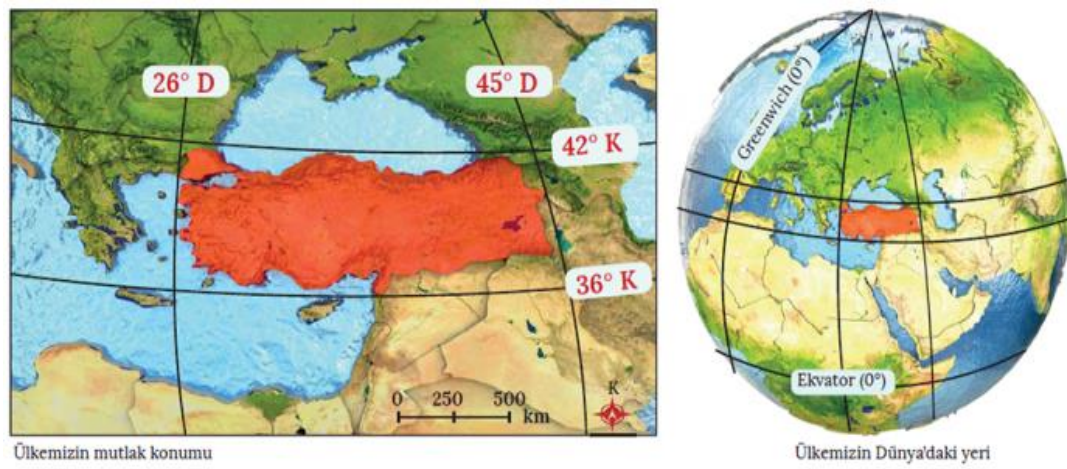 26° D
45° D
42° K
36° K
K
0 250 500
km
Ülkemizin mutlak konumu
Greenwich (0°)
Ekvator (0°)
Ülkemizin Dünya'daki yeri